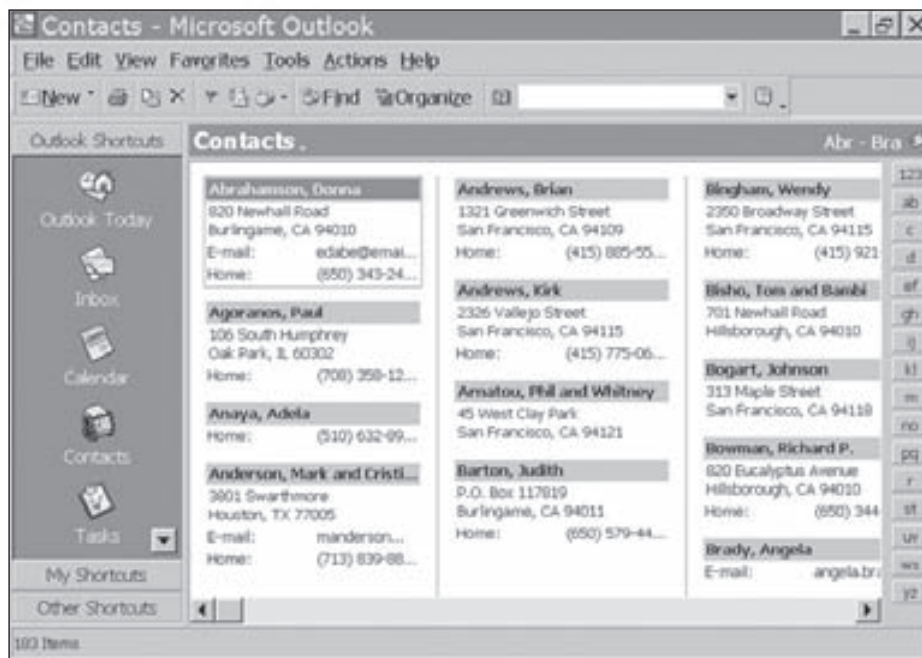 Contacts - Microsoft Outlook
File Edit View Favorites Tools Actions Help
New Find Organize
Outlook Shortcuts
Contacts
Abr - Bra
Outlook Today
Inbox
Calendar
Contacts
Tasks
My Shortcuts
Other Shortcuts
Abrahamson, Donna
820 Newhall Road
Burlingame, CA 94010
E-mail: edabe@emai...
Home: (650) 343-24...
Agoranos, Paul
106 South Humphrey
Oak Park, IL 60302
Home: (708) 358-12...
Anaya, Adela
Home: (510) 632-89...
Anderson, Mark and Cristi...
3801 Swarthmore
Houston, TX 77005
E-mail: manderson...
Home: (713) 839-88...
Andrews, Brian
1321 Greenwich Street
San Francisco, CA 94109
Home: (415) 885-55...
Andrews, Kirk
2326 Vallejo Street
San Francisco, CA 94115
Home: (415) 775-06...
Amatou, Phil and Whitney
45 West Clay Park
San Francisco, CA 94121
Barton, Judith
P.O. Box 117819
Burlingame, CA 94011
Home: (650) 579-44...
Bingham, Wendy
2350 Broadway Street
San Francisco, CA 94115
Home: (415) 921
Bisho, Tom and Bambi
701 Newhall Road
Hillsborough, CA 94010
Bogart, Johnson
313 Maple Street
San Francisco, CA 94118
Bowman, Richard P.
820 Eucalyptus Avenue
Hillsborough, CA 94010
Home: (650) 344
Brady, Angela
E-mail: angela.bra
123
ab
c
d
ef
gh
ij
kl
m
no
pq
r
st
uv
wx
yz
183 Items